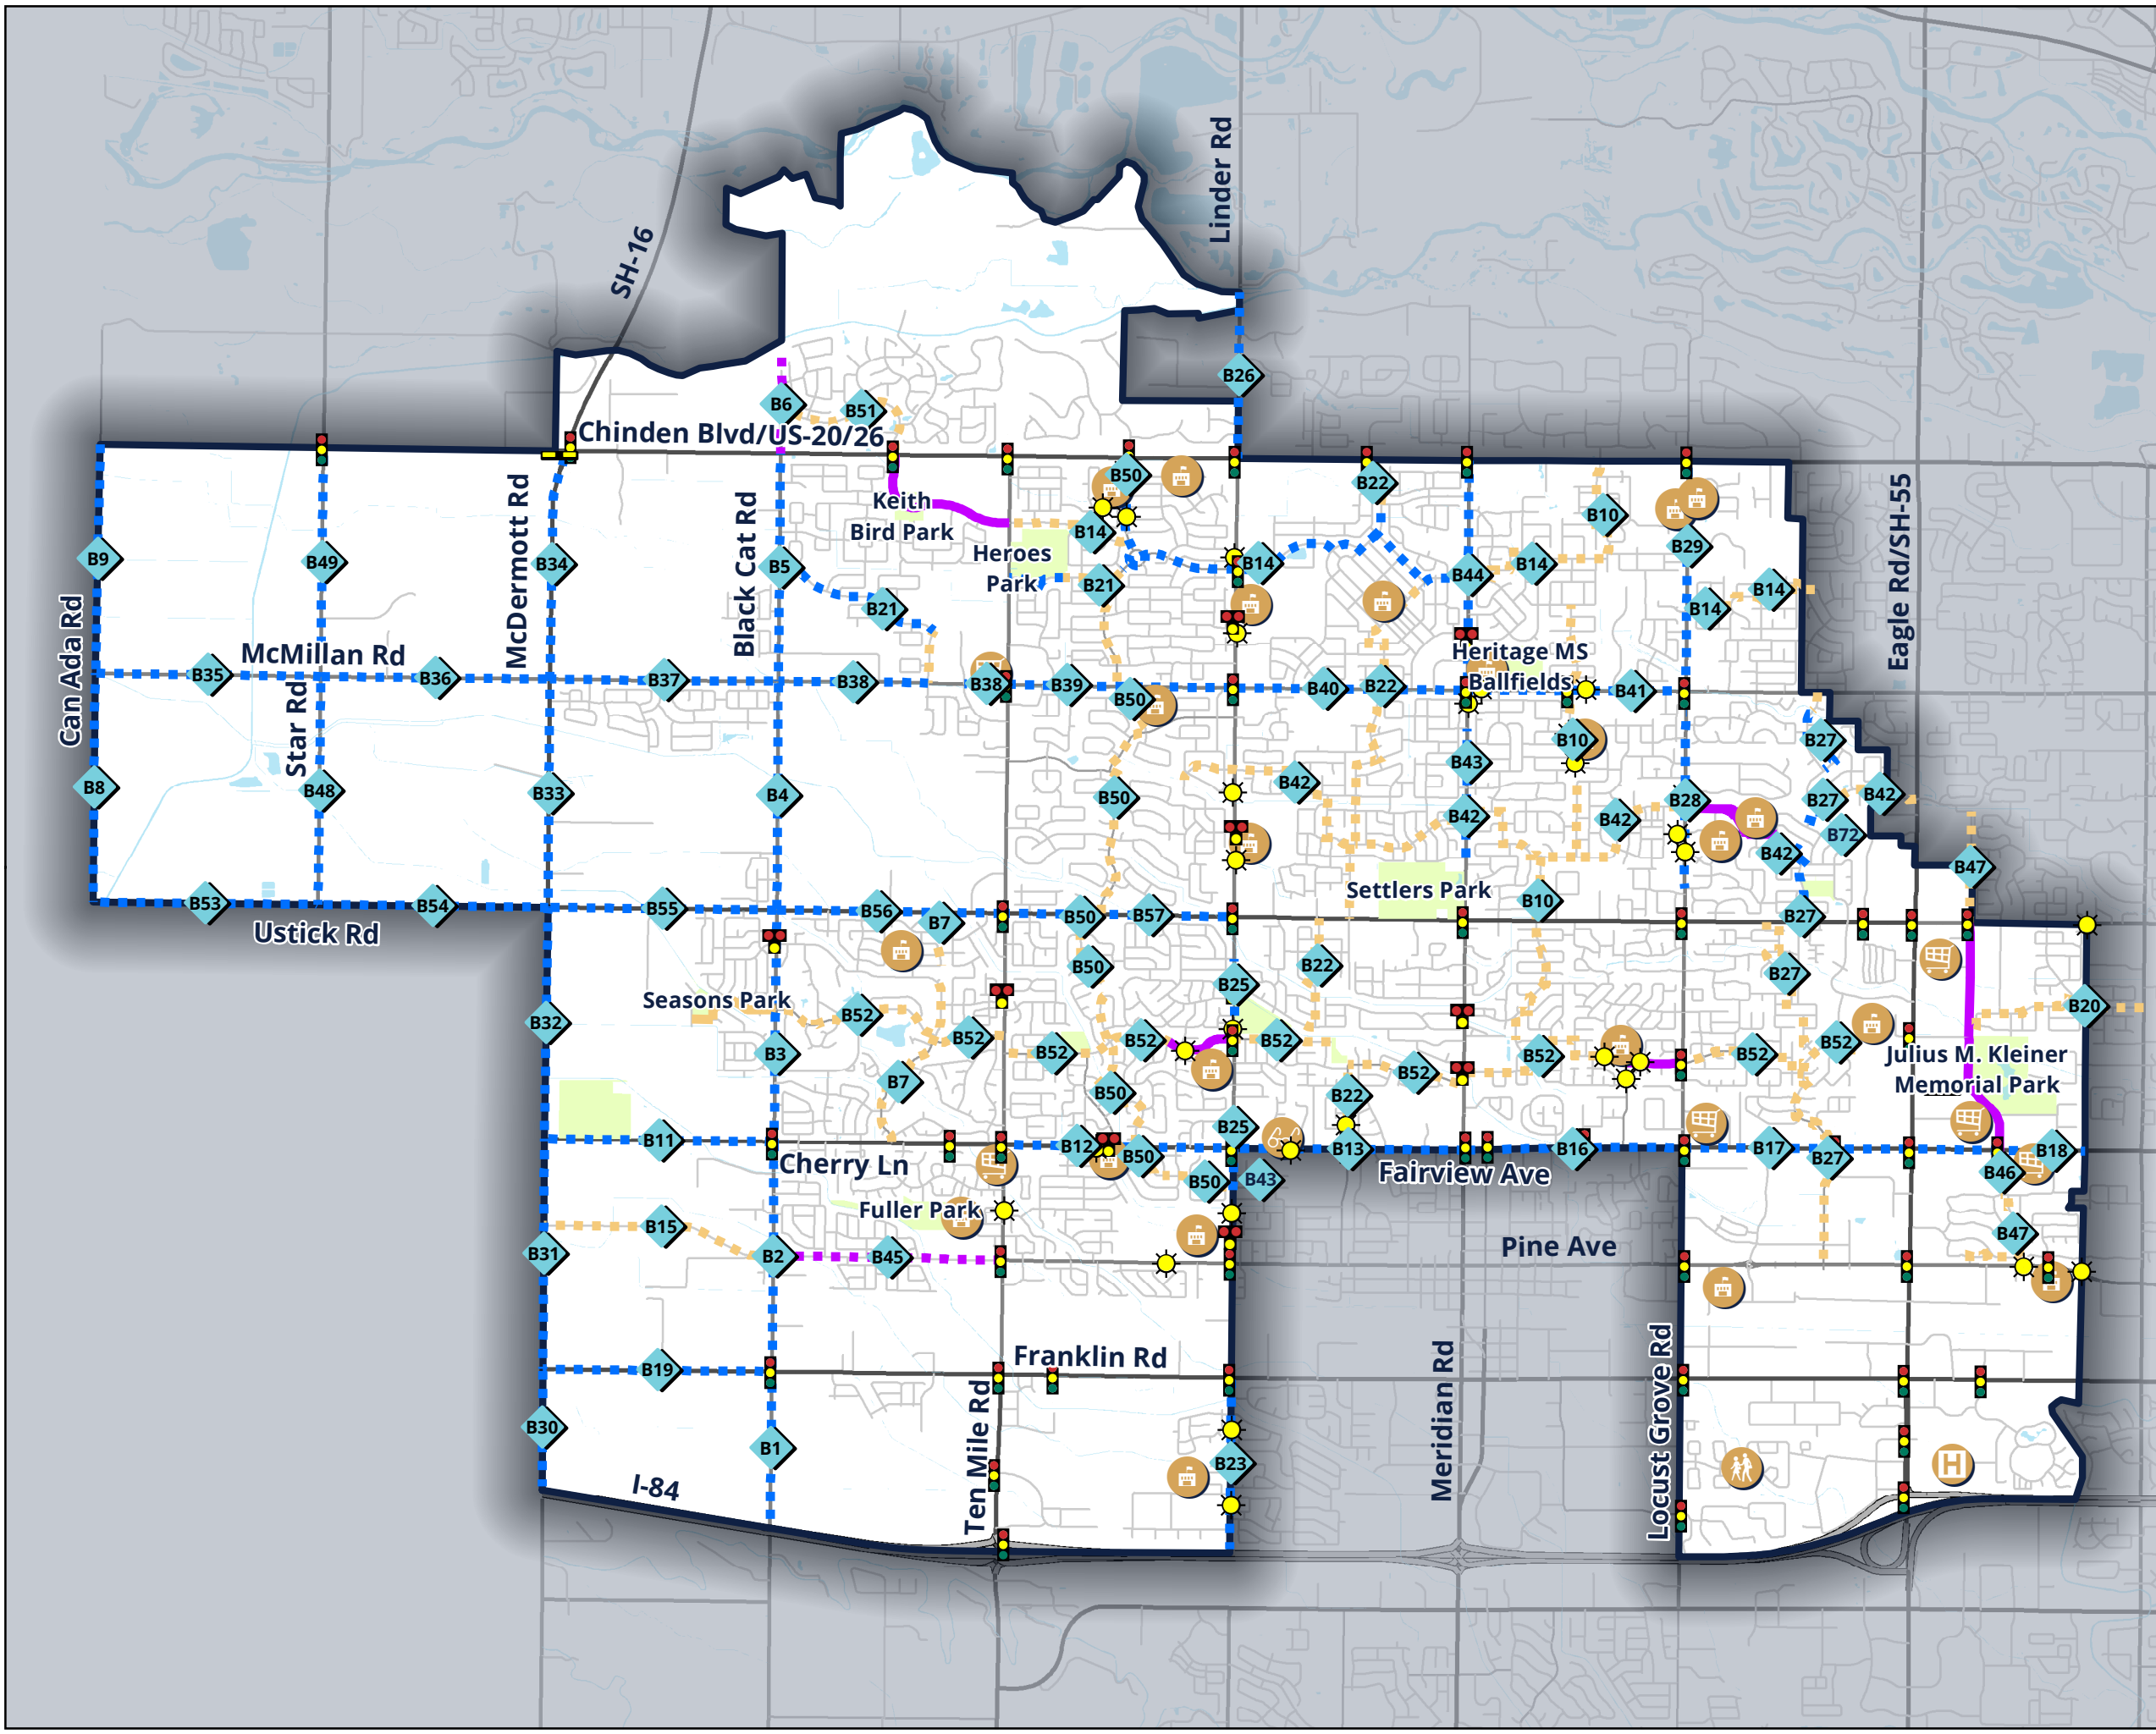 Linder Rd
SH-16
B26
B6
B51
Chinden Blvd/US-20/26
B50
B22
Keith
Bird Park
B14
B10
B29
Heroes
Park
B9
B49
B34
B5
B21
B21
B14
B44
B14
B14
B14
Can Ada Rd
McDermott Rd
Black Cat Rd
Eagle Rd/SH-55
McMillan Rd
Star Rd
Heritage MS
Ballfields
B35
B36
B37
B38
B38
B39
B50
B40
B22
B41
B10
B27
B43
B8
B48
B33
B4
B50
B42
B42
B42
B28
B27
B42
B72
B42
B47
Settlers Park
B53
B54
B55
B56
B7
B50
B57
B10
B27
Ustick Rd
B50
B22
B27
B25
Seasons Park
B32
B52
B20
B3
B52
B52
B52
B52
B52
B52
B52
B52
Julius M. Kleiner
Memorial Park
B7
B50
B22
B25
B11
B12
B50
B13
B16
B17
B27
B18
Cherry Ln
Fairview Ave
B50
B43
B46
Fuller Park
B15
B31
B2
B45
Pine Ave
B47
Franklin Rd
B19
B30
B1
B23
Ten Mile Rd
Meridian Rd
Locust Grove Rd
I-84
H